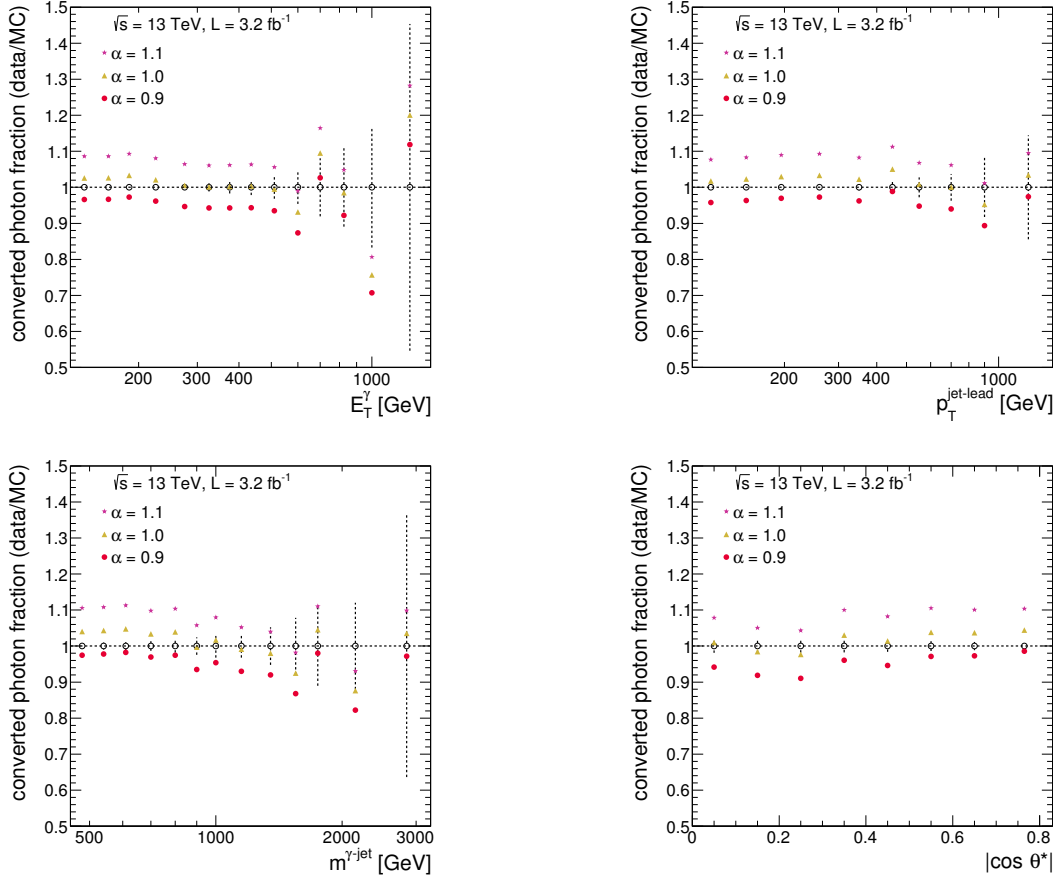 converted photon fraction (data/MC)
√s = 13 TeV, L = 3.2 fb⁻¹
α = 1.1
α = 1.0
α = 0.9
1.5
1.4
1.3
1.2
1.1
1
0.9
0.8
0.7
0.6
0.5
200 300 400 1000
E_T^γ [GeV]
converted photon fraction (data/MC)
√s = 13 TeV, L = 3.2 fb⁻¹
α = 1.1
α = 1.0
α = 0.9
1.5
1.4
1.3
1.2
1.1
1
0.9
0.8
0.7
0.6
0.5
200 300 400 1000
p_T^jet-lead [GeV]
converted photon fraction (data/MC)
√s = 13 TeV, L = 3.2 fb⁻¹
α = 1.1
α = 1.0
α = 0.9
1.5
1.4
1.3
1.2
1.1
1
0.9
0.8
0.7
0.6
0.5
500 1000 2000 3000
m^γ-jet [GeV]
converted photon fraction (data/MC)
√s = 13 TeV, L = 3.2 fb⁻¹
α = 1.1
α = 1.0
α = 0.9
1.5
1.4
1.3
1.2
1.1
1
0.9
0.8
0.7
0.6
0.5
0 0.1 0.2 0.3 0.4 0.5 0.6 0.7 0.8
|cos θ*|